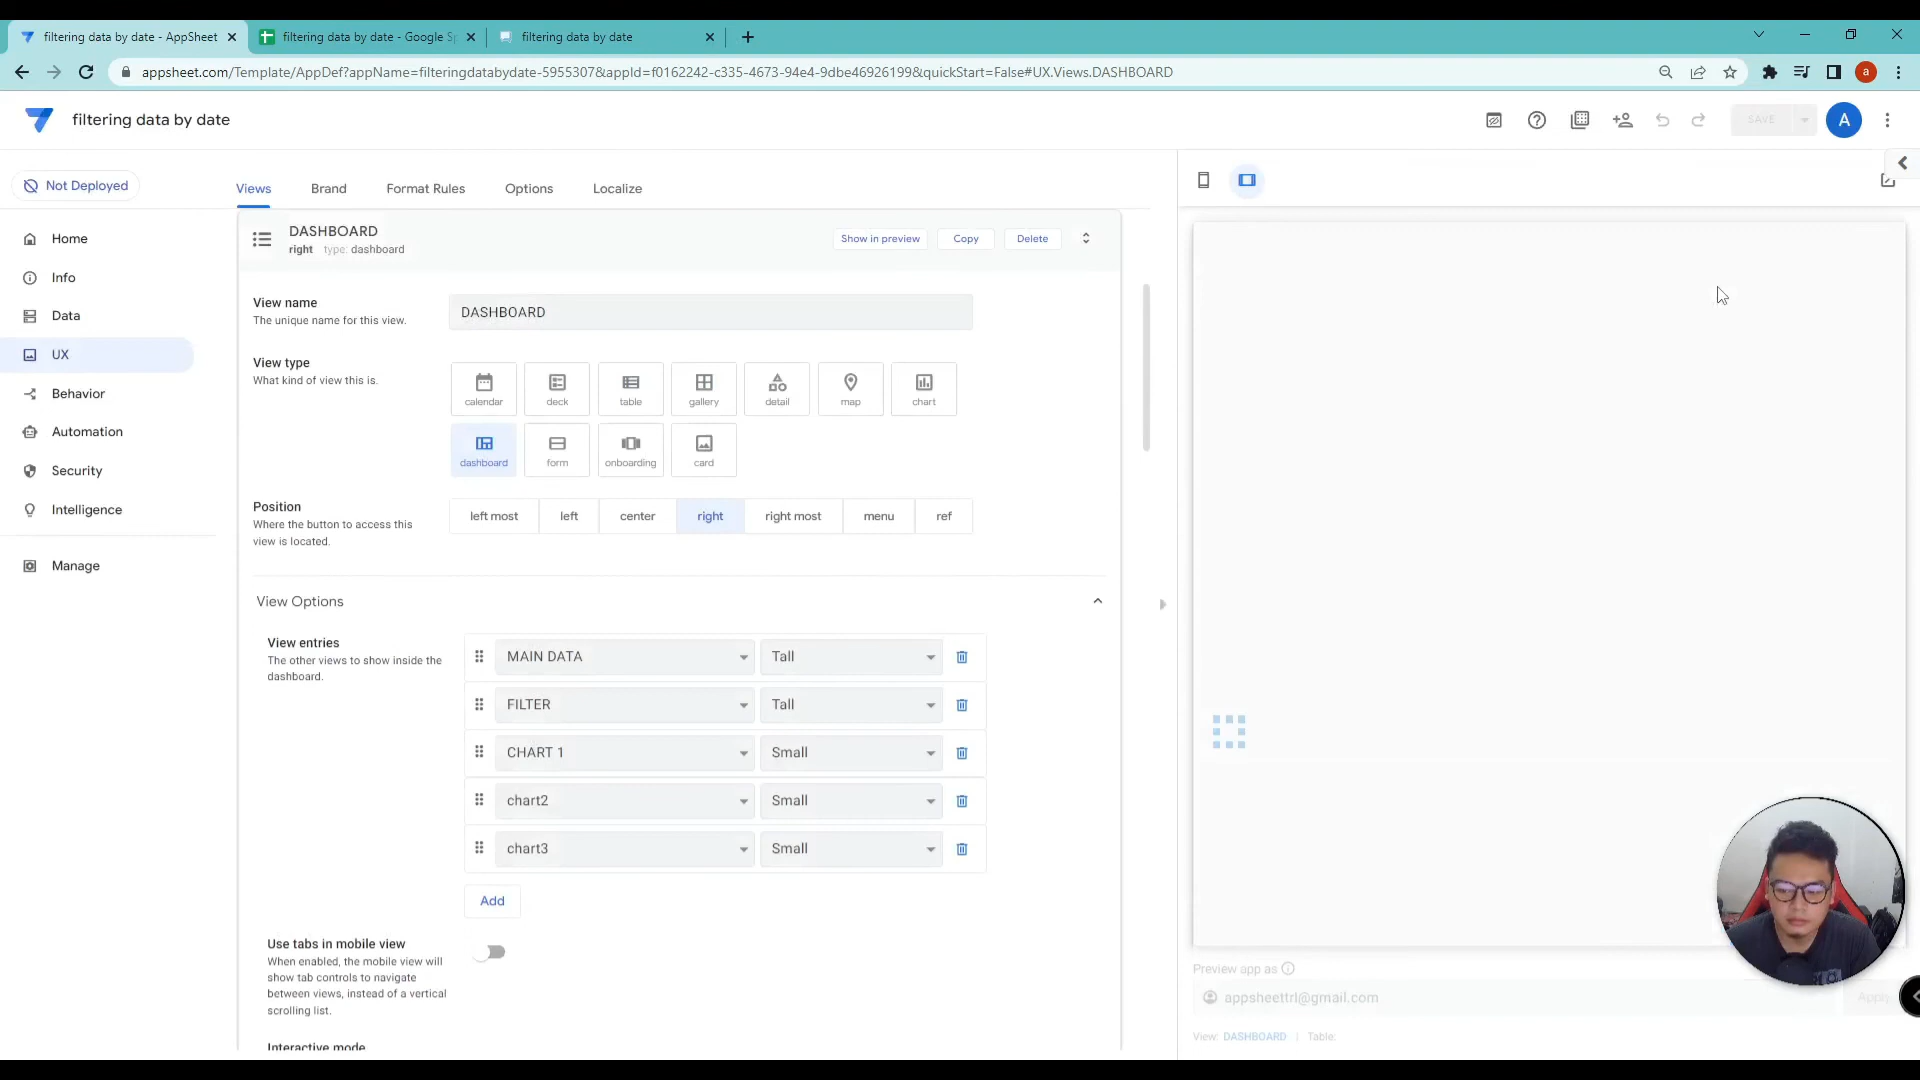 filtering data by date - AppSheet
filtering data by date - Google Sp
filtering data by date
appsheet.com/Template/AppDef?appName=filteringdatabydate-5955307&appId=f0162242-c335-4673-94e4-9dbe46926199&quickStart=False#UX.Views.DASHBOARD
a
filtering data by date
SAVE
A
Not Deployed
Views
Brand
Format Rules
Options
Localize
Home
Info
Data
UX
Behavior
Automation
Security
Intelligence
Manage
DASHBOARD
right type: dashboard
Show in preview
Copy
Delete
View name
The unique name for this view.
DASHBOARD
View type
What kind of view this is.
calendar
deck
table
gallery
detail
map
chart
dashboard
form
onboarding
card
Position
Where the button to access this
view is located.
left most
left
center
right
right most
menu
ref
View Options
View entries
The other views to show inside the
dashboard.
MAIN DATA
Tall
FILTER
Tall
CHART 1
Small
chart2
Small
chart3
Small
Add
Use tabs in mobile view
When enabled, the mobile view will
show tab controls to navigate
between views, instead of a vertical
scrolling list.
Interactive mode
Preview app as
appsheettrl@gmail.com
Apply
View: DASHBOARD | Table: